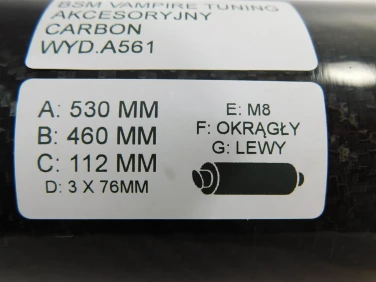 BSM VAMPIRE TUNING
AKCESORYJNY
CARBON
WYD.A561
A: 530 MM
B: 460 MM
C: 112 MM
D: 3 X 76MM
E: M8
F: OKRĄGŁY
G: LEWY